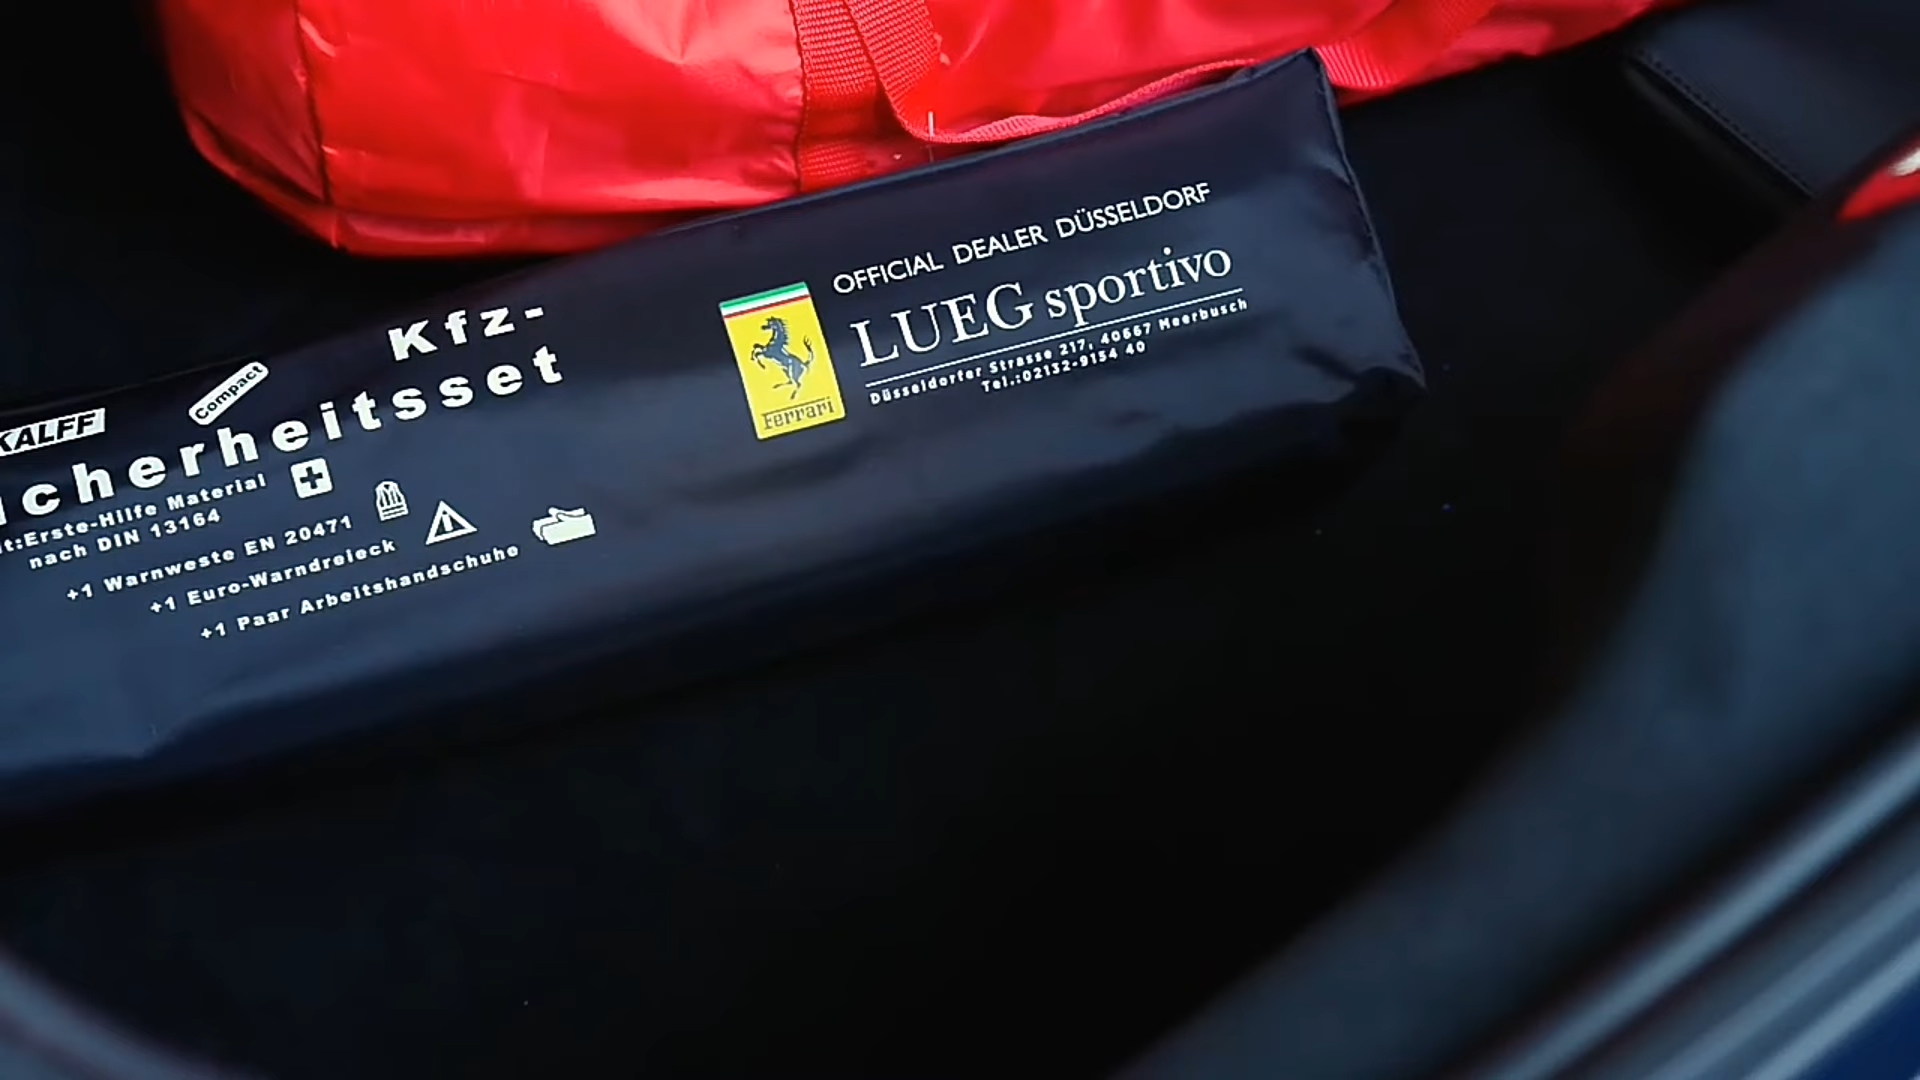 KALFF
Compact
Kfz-
icherheitsset
t:Erste-Hilfe Material
nach DIN 13164
+1 Warnweste EN 20471
+1 Euro-Warndreieck
+1 Paar Arbeitshandschuhe
Ferrari
OFFICIAL DEALER DÜSSELDORF
LUEG sportivo
Düsseldorfer Strasse 217, 40667 Meerbusch
Tel.:02132-9154 40